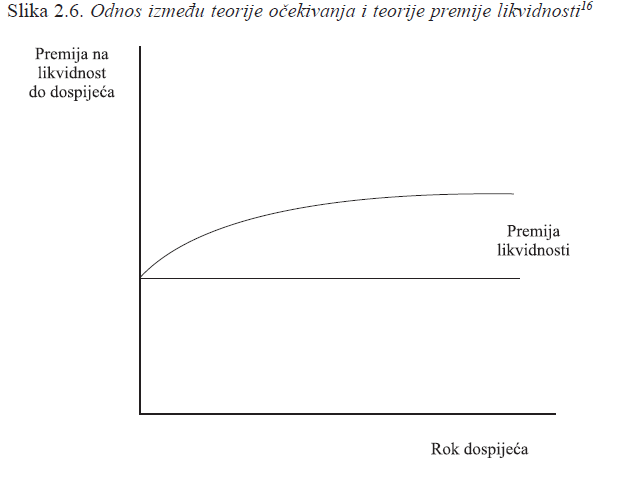 Slika 2.6. Odnos između teorije očekivanja i teorije premije likvidnosti16
Premija na
likvidnost
do dospijeća
Premija
likvidnosti
Rok dospijeća